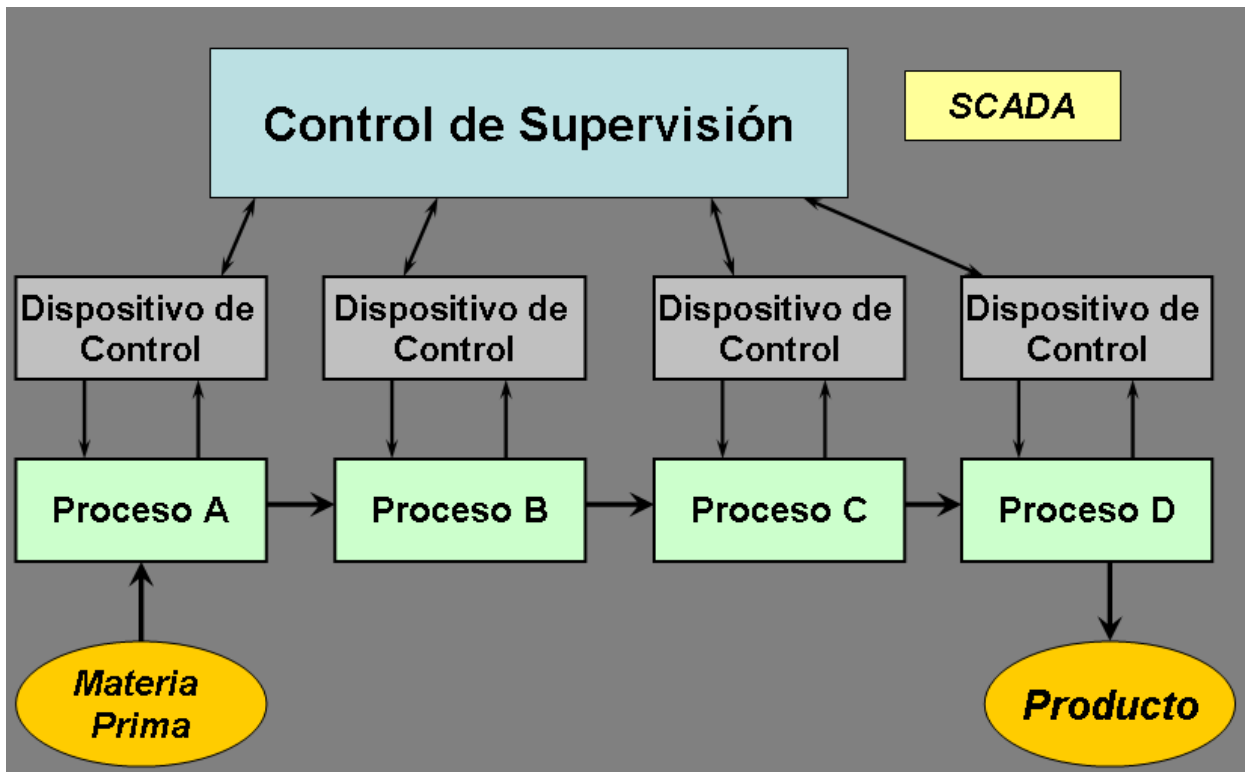 Control de Supervisión
SCADA
Dispositivo de
Control
Dispositivo de
Control
Dispositivo de
Control
Dispositivo de
Control
Proceso A
Proceso B
Proceso C
Proceso D
Materia
Prima
Producto